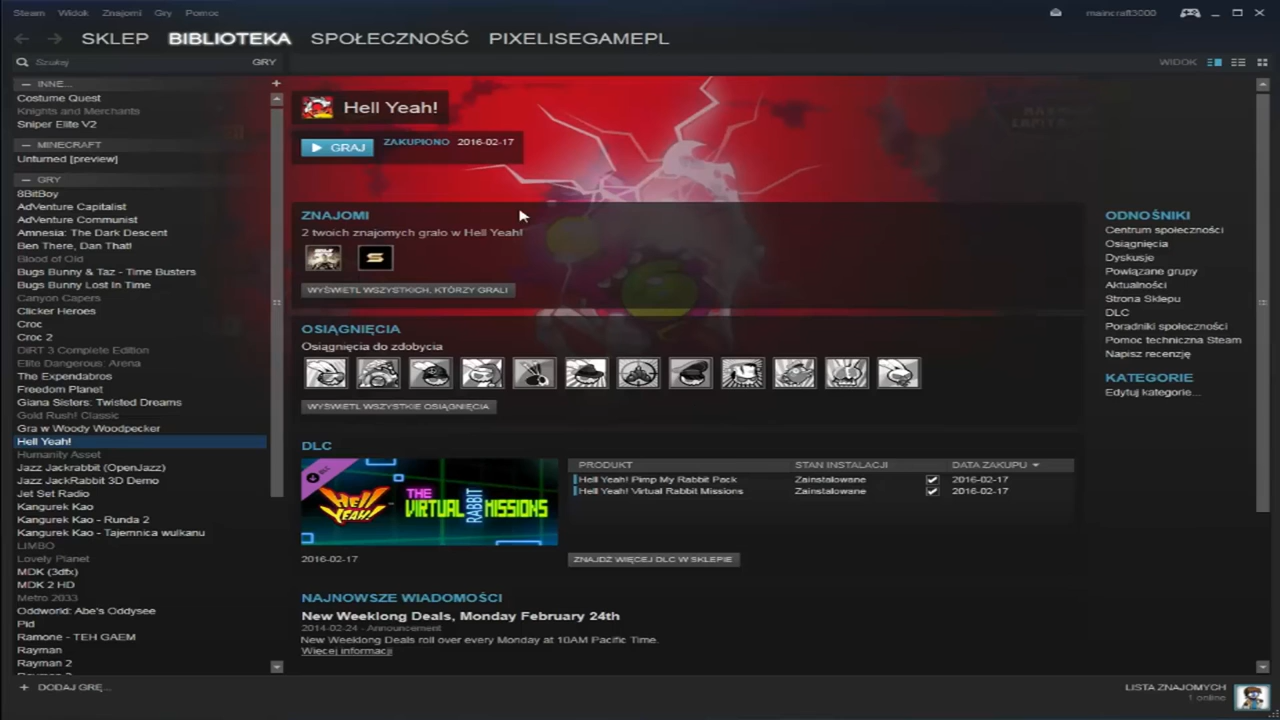 Steam Widok Znajomi Gry Pomoc
maincraft3000
SKLEP BIBLIOTEKA SPOŁECZNOŚĆ PIXELISEGAMEPL
Szukaj GRY
WIDOK
— INNE... +
Costume Quest
Knights and Merchants
Sniper Elite V2
— MINECRAFT
Unturned [preview]
— GRY
8BitBoy
AdVenture Capitalist
AdVenture Communist
Amnesia: The Dark Descent
Ben There, Dan That!
Blood of Old
Bugs Bunny & Taz - Time Busters
Bugs Bunny Lost In Time
Canyon Capers
Clicker Heroes
Croc
Croc 2
DiRT 3 Complete Edition
Elite Dangerous: Arena
The Expendabros
Freedom Planet
Giana Sisters: Twisted Dreams
Gold Rush! Classic
Gra w Woody Woodpecker
Hell Yeah!
Humanity Asset
Jazz Jackrabbit (OpenJazz)
Jazz JackRabbit 3D Demo
Jet Set Radio
Kangurek Kao
Kangurek Kao - Runda 2
Kangurek Kao - Tajemnica wulkanu
LIMBO
Lovely Planet
MDK (3dfx)
MDK 2 HD
Metro 2033
Oddworld: Abe's Oddysee
Pid
Ramone - TEH GAEM
Rayman
Rayman 2
+ DODAJ GRĘ...
Hell Yeah!
GRAJ ZAKUPIONO 2016-02-17
ZNAJOMI
2 twoich znajomych grało w Hell Yeah!
WYŚWIETL WSZYSTKICH, KTÓRZY GRALI
OSIĄGNIĘCIA
Osiągnięcia do zdobycia
WYŚWIETL WSZYSTKIE OSIĄGNIĘCIA
DLC
DLC
HELL YEAH! THE VIRTUAL RABBIT MISSIONS
2016-02-17
PRODUKT STAN INSTALACJI DATA ZAKUPU
Hell Yeah! Pimp My Rabbit Pack Zainstalowane 2016-02-17
Hell Yeah! Virtual Rabbit Missions Zainstalowane 2016-02-17
ZNAJDŹ WIĘCEJ DLC W SKLEPIE
NAJNOWSZE WIADOMOŚCI
New Weeklong Deals, Monday February 24th
2014-02-24 - Announcement
New Weeklong Deals roll over every Monday at 10AM Pacific Time.
Więcej informacji
ODNOŚNIKI
Centrum społeczności
Osiągnięcia
Dyskusje
Powiązane grupy
Aktualności
Strona Sklepu
DLC
Poradniki społeczności
Pomoc techniczna Steam
Napisz recenzję
KATEGORIE
Edytuj kategorie...
LISTA ZNAJOMYCH
1 online